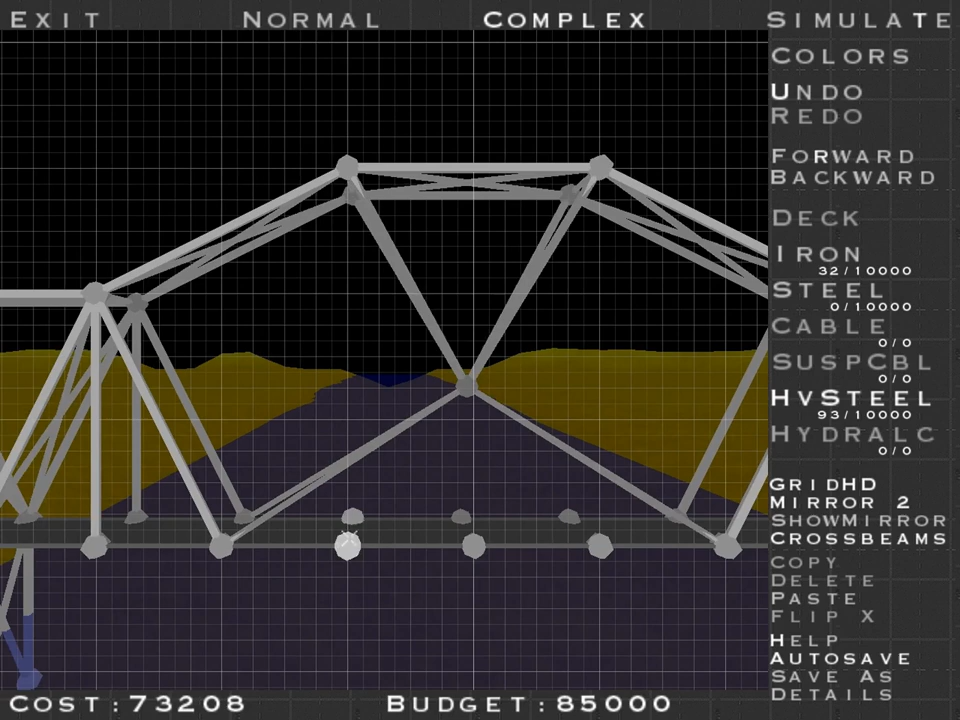 EXIT NORMAL COMPLEX SIMULATE
COLORS
UNDO
REDO
FORWARD
BACKWARD
DECK
IRON
32/10000
STEEL
0/10000
CABLE
0/0
SUSPCBL
0/0
HVSTEEL
93/10000
HYDRALC
0/0
GRIDHD
MIRROR 2
SHOWMIRROR
CROSSBEAMS
COPY
DELETE
PASTE
FLIP X
HELP
AUTOSAVE
SAVE AS
DETAILS
COST:73208 BUDGET:85000